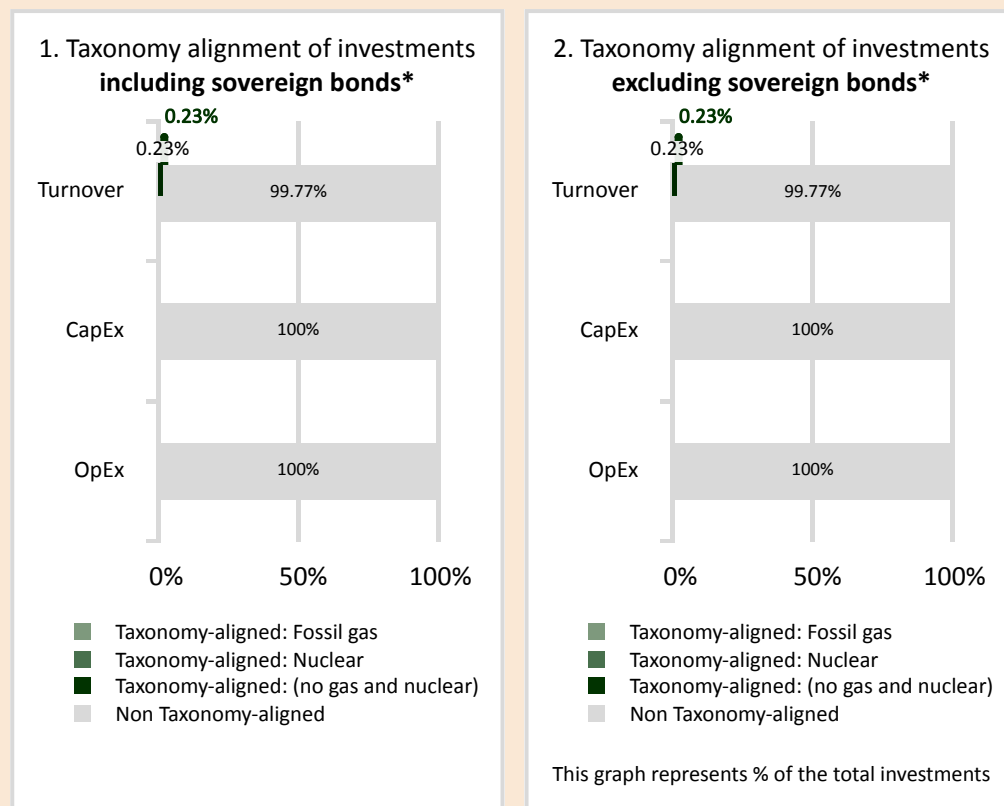 1. Taxonomy alignment of investments
including sovereign bonds*
0.23%
0.23%
Turnover
99.77%
CapEx
100%
OpEx
100%
0% 50% 100%
Taxonomy-aligned: Fossil gas
Taxonomy-aligned: Nuclear
Taxonomy-aligned: (no gas and nuclear)
Non Taxonomy-aligned
2. Taxonomy alignment of investments
excluding sovereign bonds*
0.23%
0.23%
Turnover
99.77%
CapEx
100%
OpEx
100%
0% 50% 100%
Taxonomy-aligned: Fossil gas
Taxonomy-aligned: Nuclear
Taxonomy-aligned: (no gas and nuclear)
Non Taxonomy-aligned
This graph represents % of the total investments